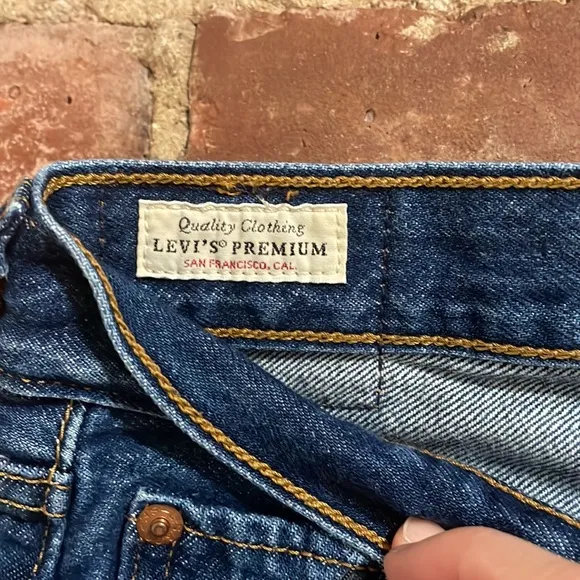 Quality Clothing
LEVI'S® PREMIUM
SAN FRANCISCO, CAL.